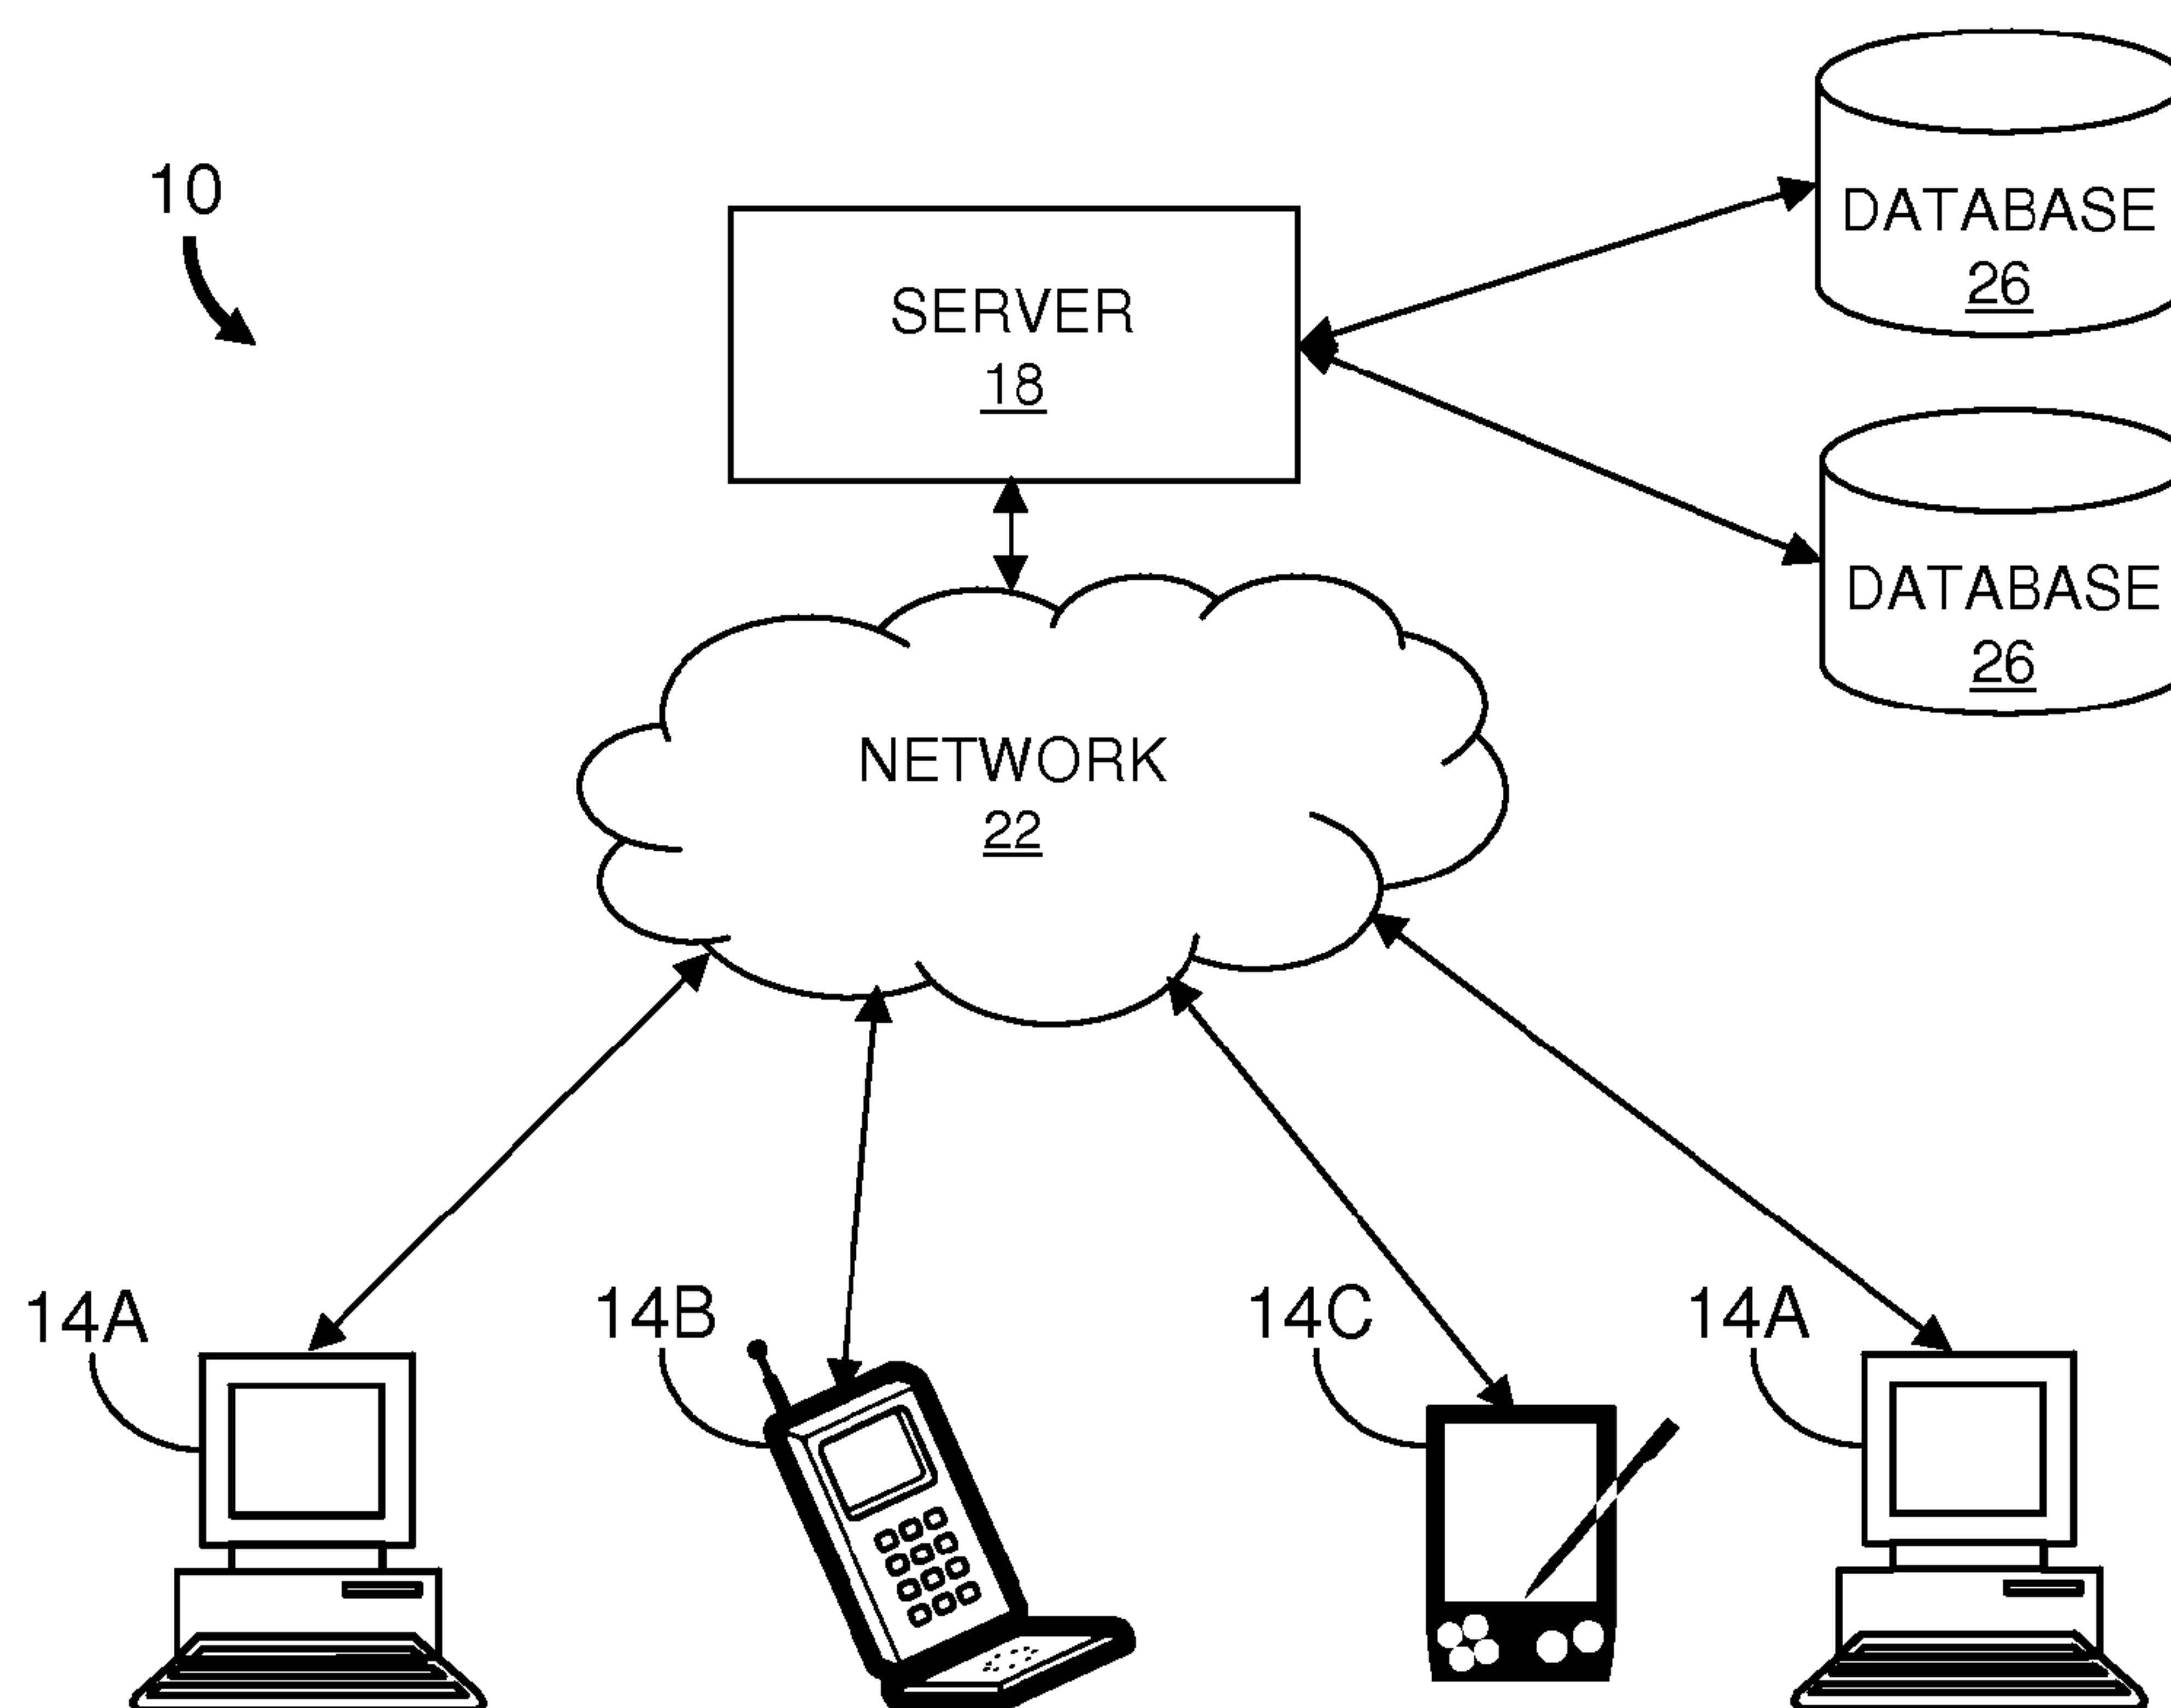 10
SERVER
18
DATABASE
26
DATABASE
26
NETWORK
22
14A
14B
14C
14A